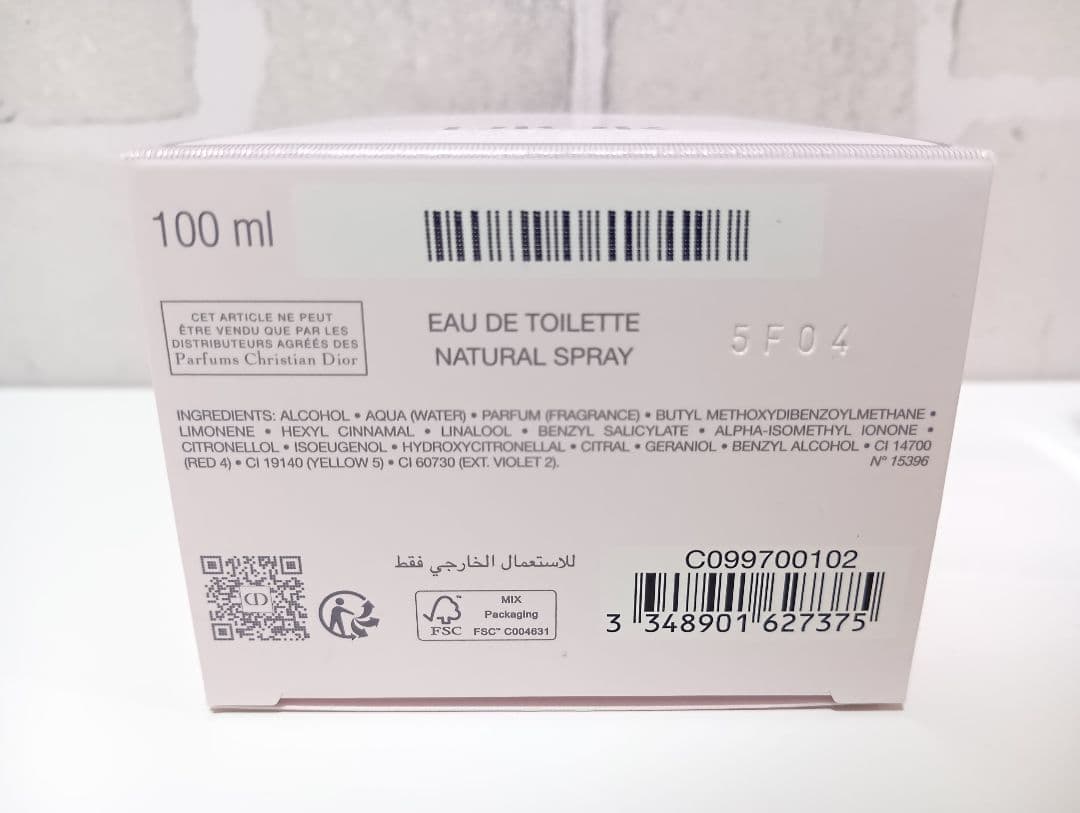 100 ml
CET ARTICLE NE PEUT
ÊTRE VENDU QUE PAR LES
DISTRIBUTEURS AGRÉÉS DES
Parfums Christian Dior
EAU DE TOILETTE
NATURAL SPRAY
5F04
INGREDIENTS: ALCOHOL • AQUA (WATER) • PARFUM (FRAGRANCE) • BUTYL METHOXYDIBENZOYLMETHANE •
LIMONENE • HEXYL CINNAMAL • LINALOOL • BENZYL SALICYLATE • ALPHA-ISOMETHYL IONONE •
CITRONELLOL • ISOEUGENOL • HYDROXYCITRONELLAL • CITRAL • GERANIOL • BENZYL ALCOHOL • CI 14700
(RED 4) • CI 19140 (YELLOW 5) • CI 60730 (EXT. VIOLET 2). N° 15396
للاستعمال الخارجي فقط
CD
FSC
MIX
Packaging
FSC™ C004631
C099700102
3 348901 627375